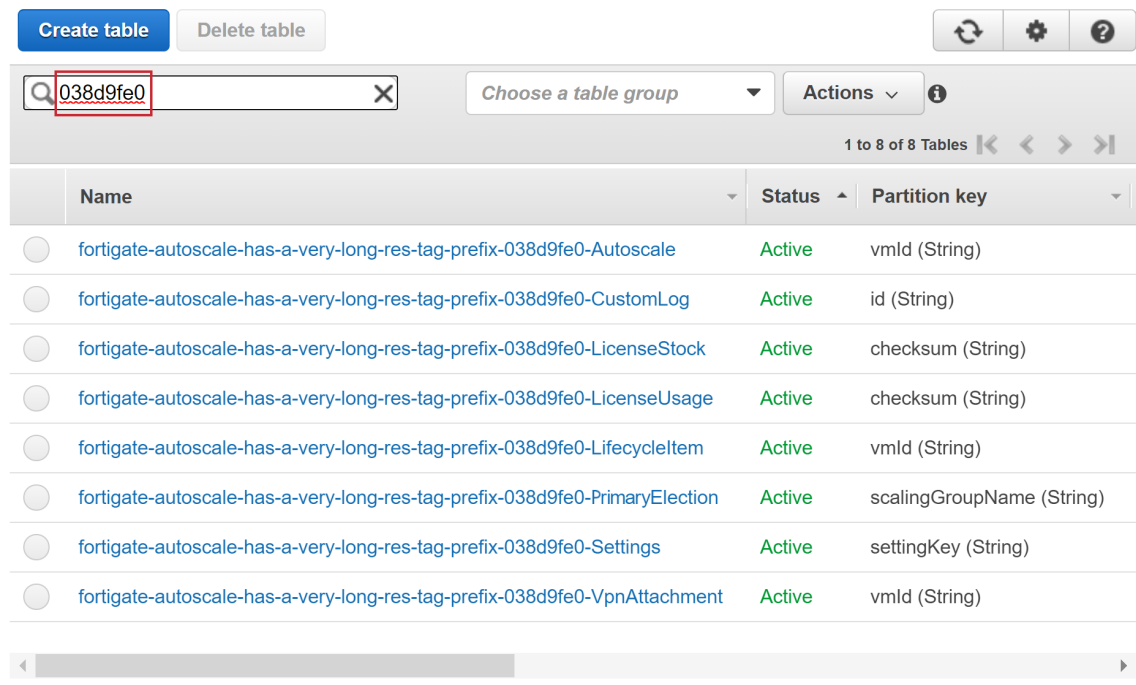 Create table Delete table
038d9fe0 Choose a table group Actions
1 to 8 of 8 Tables
Name Status Partition key
fortigate-autoscale-has-a-very-long-res-tag-prefix-038d9fe0-Autoscale Active vmId (String)
fortigate-autoscale-has-a-very-long-res-tag-prefix-038d9fe0-CustomLog Active id (String)
fortigate-autoscale-has-a-very-long-res-tag-prefix-038d9fe0-LicenseStock Active checksum (String)
fortigate-autoscale-has-a-very-long-res-tag-prefix-038d9fe0-LicenseUsage Active checksum (String)
fortigate-autoscale-has-a-very-long-res-tag-prefix-038d9fe0-LifecycleItem Active vmId (String)
fortigate-autoscale-has-a-very-long-res-tag-prefix-038d9fe0-PrimaryElection Active scalingGroupName (String)
fortigate-autoscale-has-a-very-long-res-tag-prefix-038d9fe0-Settings Active settingKey (String)
fortigate-autoscale-has-a-very-long-res-tag-prefix-038d9fe0-VpnAttachment Active vmId (String)